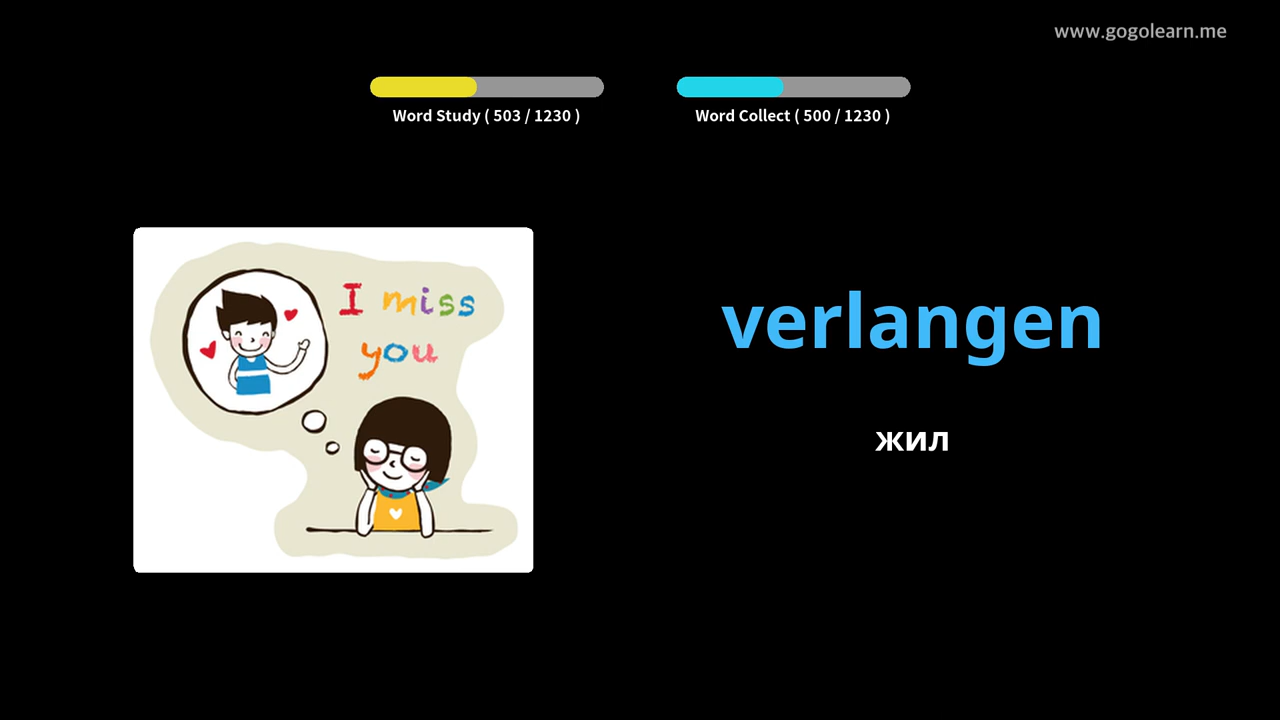 www.gogolearn.me
Word Study ( 503 / 1230 )
Word Collect ( 500 / 1230 )
I miss
you
verlangen
жил